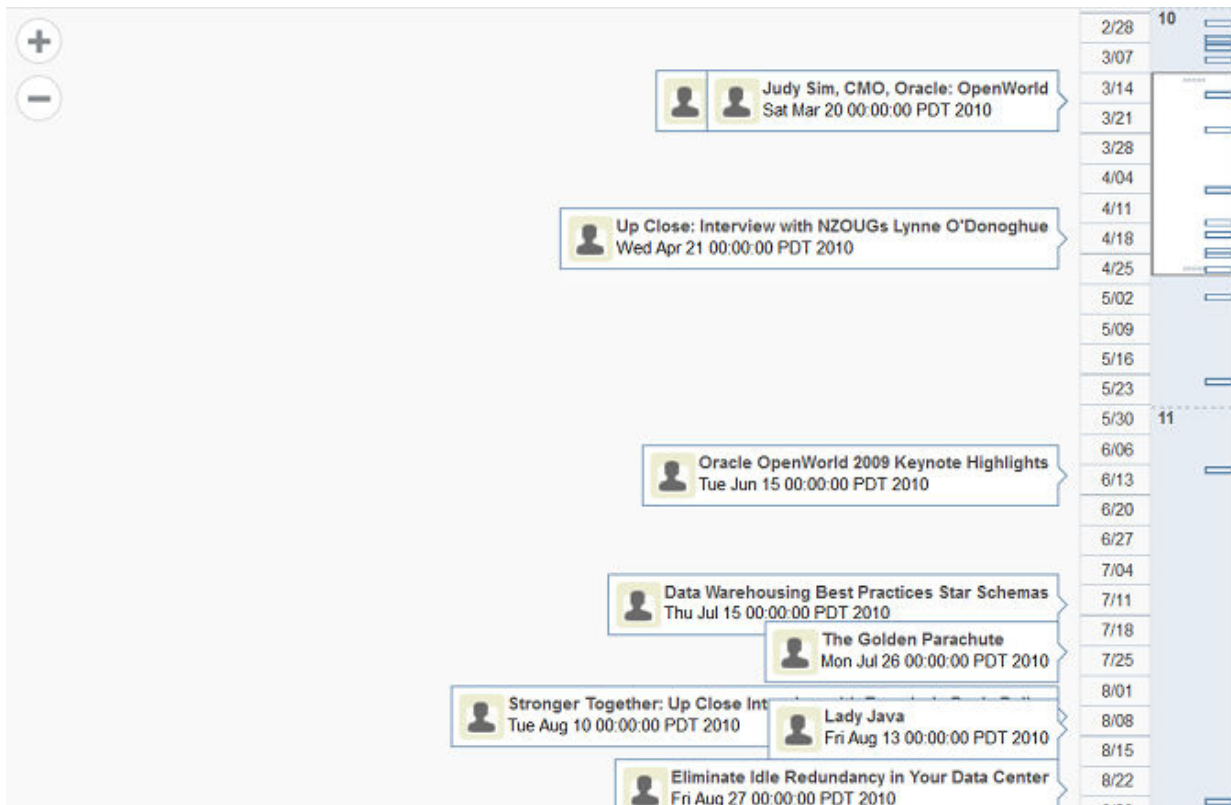 2/28
10
3/07
Judy Sim, CMO, Oracle: OpenWorld
Sat Mar 20 00:00:00 PDT 2010
3/14
3/21
3/28
4/04
4/11
Up Close: Interview with NZOUGs Lynne O'Donoghue
Wed Apr 21 00:00:00 PDT 2010
4/18
4/25
5/02
5/09
5/16
5/23
5/30
11
6/06
Oracle OpenWorld 2009 Keynote Highlights
Tue Jun 15 00:00:00 PDT 2010
6/13
6/20
6/27
7/04
Data Warehousing Best Practices Star Schemas
Thu Jul 15 00:00:00 PDT 2010
7/11
7/18
The Golden Parachute
Mon Jul 26 00:00:00 PDT 2010
7/25
8/01
Stronger Together: Up Close
Tue Aug 10 00:00:00 PDT 2010
Lady Java
Fri Aug 13 00:00:00 PDT 2010
8/08
8/15
Eliminate Idle Redundancy in Your Data Center
Fri Aug 27 00:00:00 PDT 2010
8/22